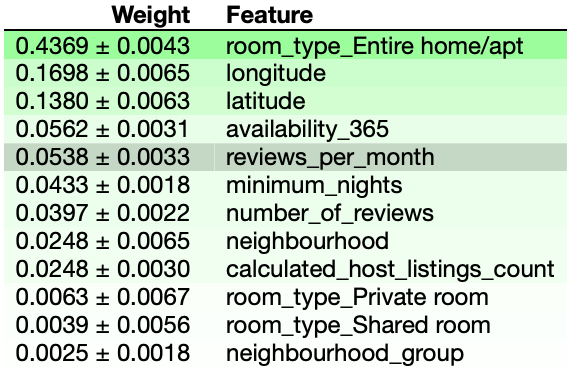 Weight Feature
0.4369 ± 0.0043 room_type_Entire home/apt
0.1698 ± 0.0065 longitude
0.1380 ± 0.0063 latitude
0.0562 ± 0.0031 availability_365
0.0538 ± 0.0033 reviews_per_month
0.0433 ± 0.0018 minimum_nights
0.0397 ± 0.0022 number_of_reviews
0.0248 ± 0.0065 neighbourhood
0.0248 ± 0.0030 calculated_host_listings_count
0.0063 ± 0.0067 room_type_Private room
0.0039 ± 0.0056 room_type_Shared room
0.0025 ± 0.0018 neighbourhood_group